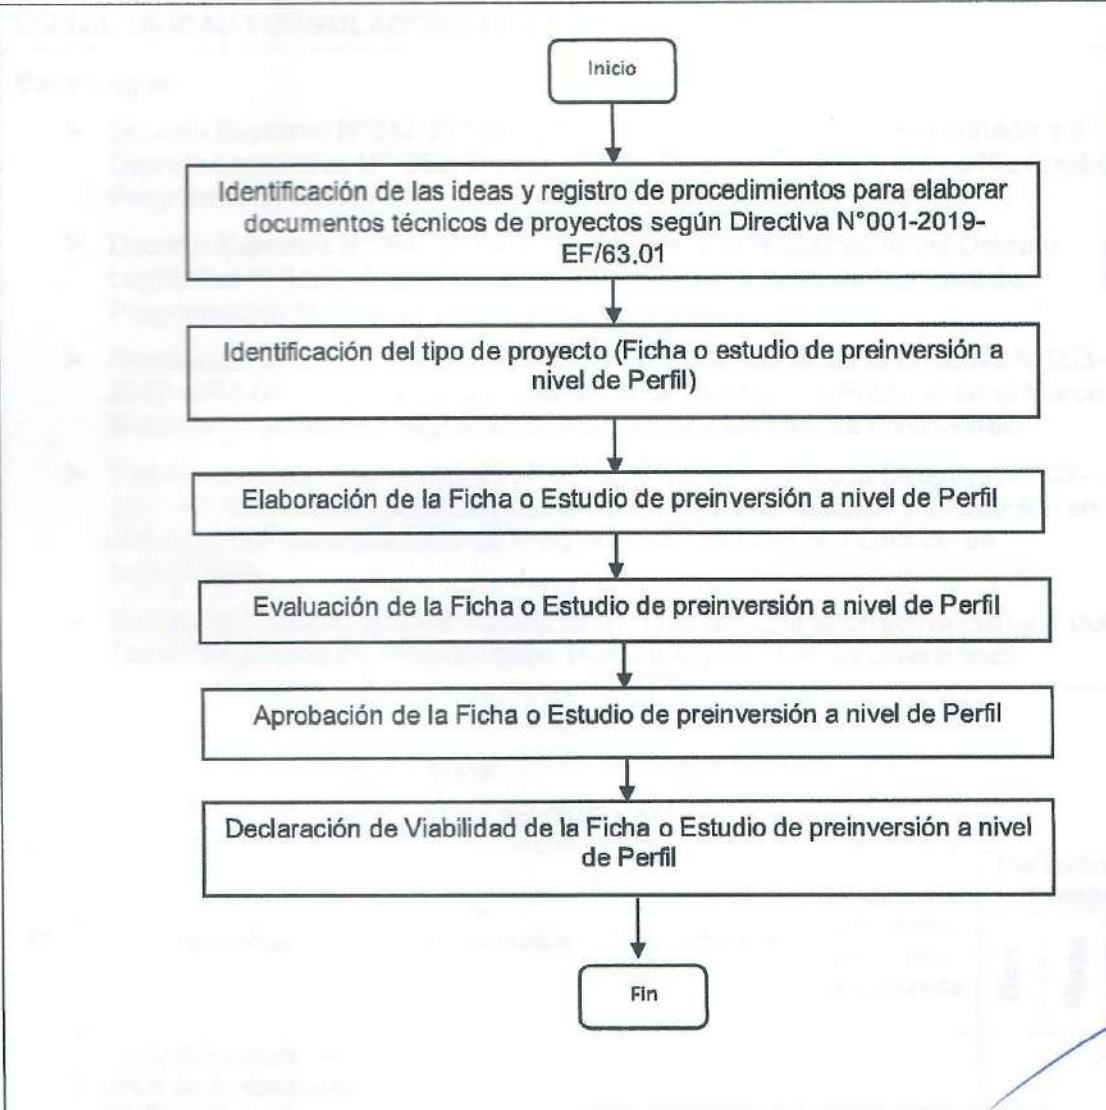 Inicio
Identificación de las ideas y registro de procedimientos para elaborar
documentos técnicos de proyectos según Directiva N°001-2019-
EF/63.01
Identificación del tipo de proyecto (Ficha o estudio de preinversión a
nivel de Perfil)
Elaboración de la Ficha o Estudio de preinversión a nivel de Perfil
Evaluación de la Ficha o Estudio de preinversión a nivel de Perfil
Aprobación de la Ficha o Estudio de preinversión a nivel de Perfil
Declaración de Viabilidad de la Ficha o Estudio de preinversión a nivel
de Perfil
Fin